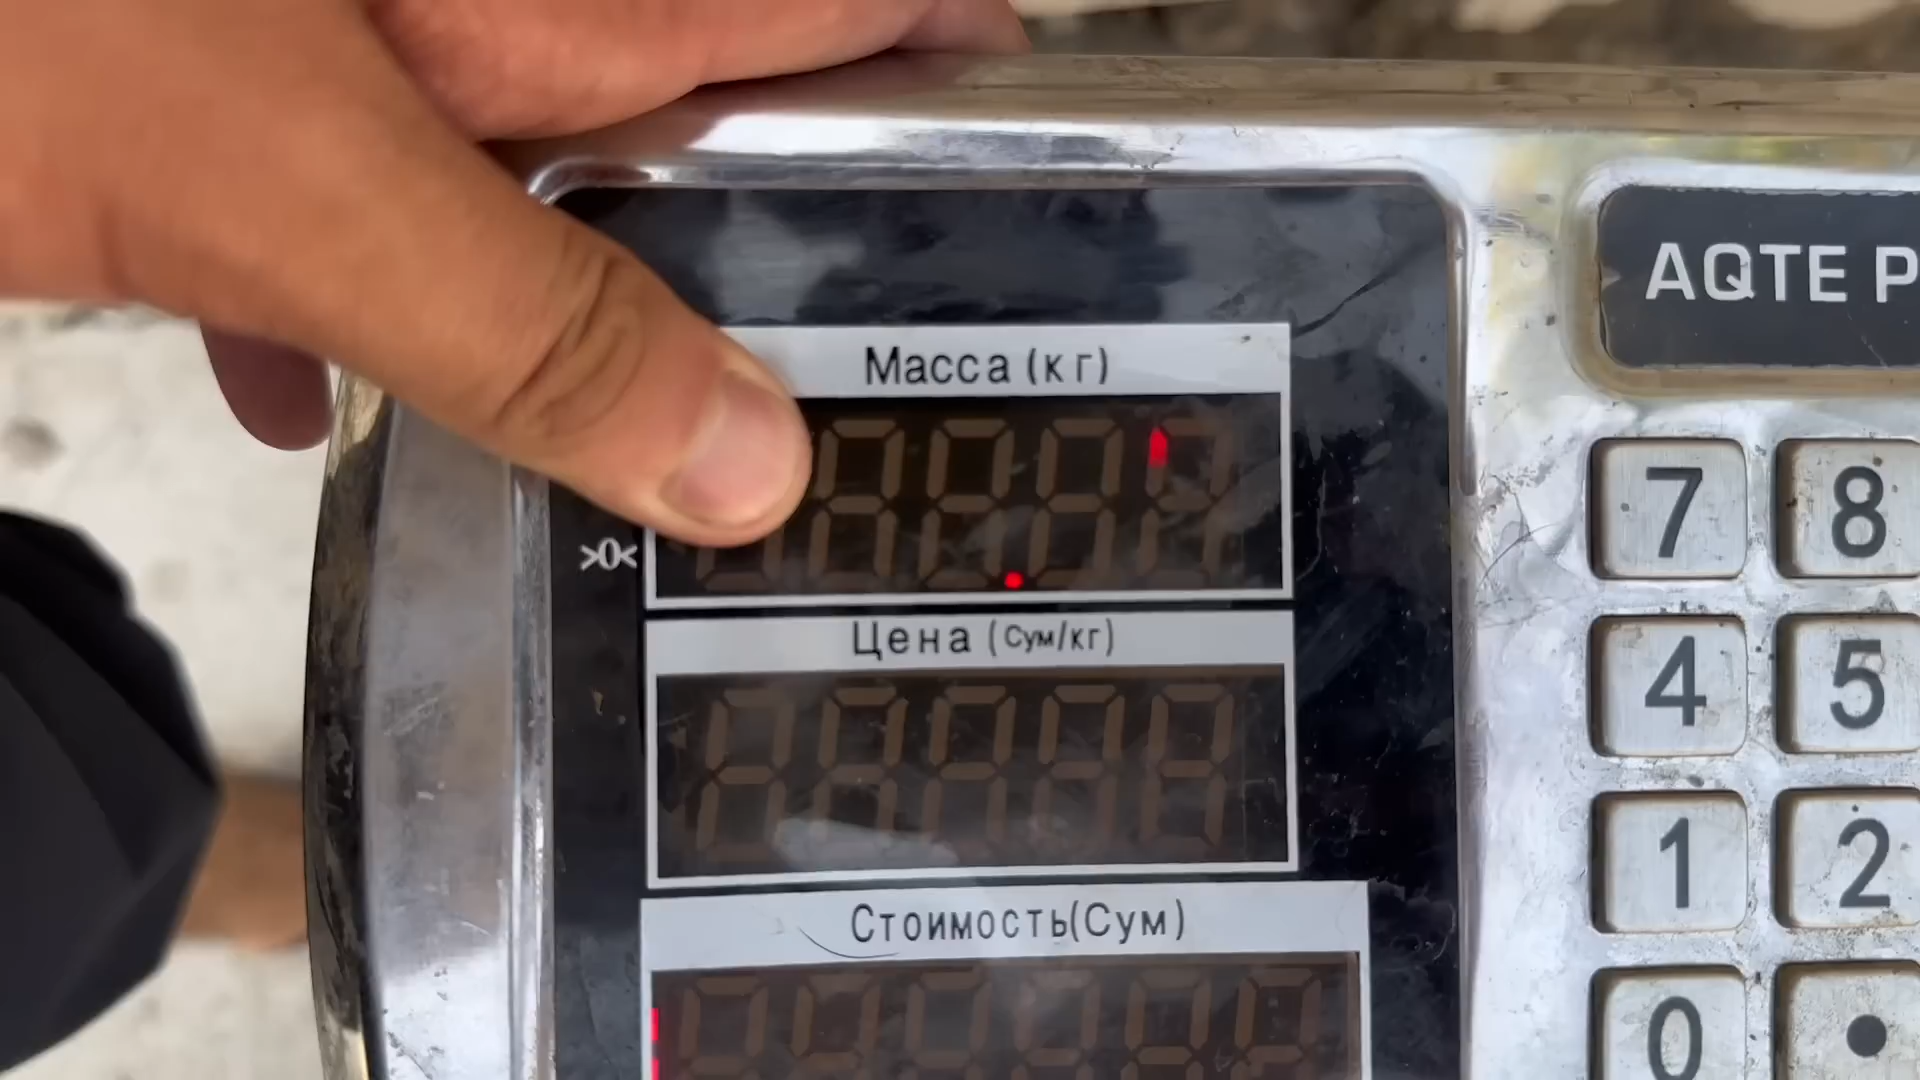 AQTE P
Масса (кг)
>0<
Цена (Сум/кг)
Стоимость(Сум)
7 8
4 5
1 2
0 •